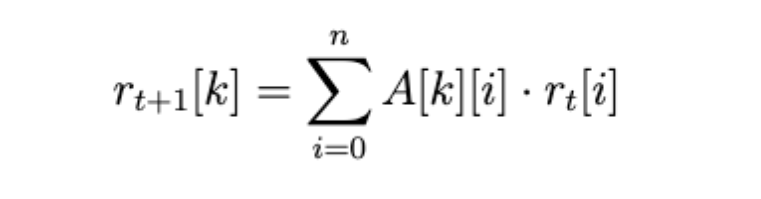 r_{t+1}[k] = \sum_{i=0}^{n} A[k][i] \cdot r_t[i]